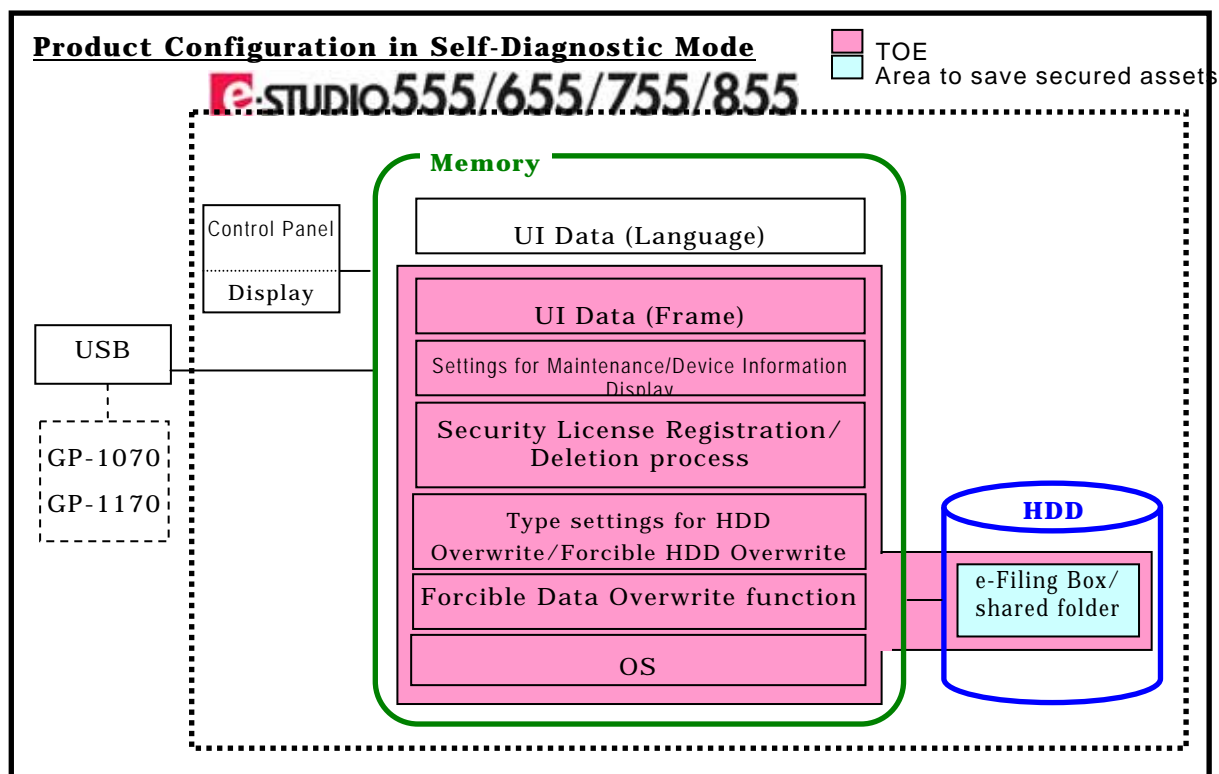 Product Configuration in Self-Diagnostic Mode
TOE
Area to save secured assets
e-STUDIO555/655/755/855
Memory
Control Panel
Display
UI Data (Language)
UI Data (Frame)
USB
Settings for Maintenance/Device Information
Display
Security License Registration/
Deletion process
GP-1070
GP-1170
Type settings for HDD
Overwrite/Forcible HDD Overwrite
HDD
e-Filing Box/
shared folder
Forcible Data Overwrite function
OS